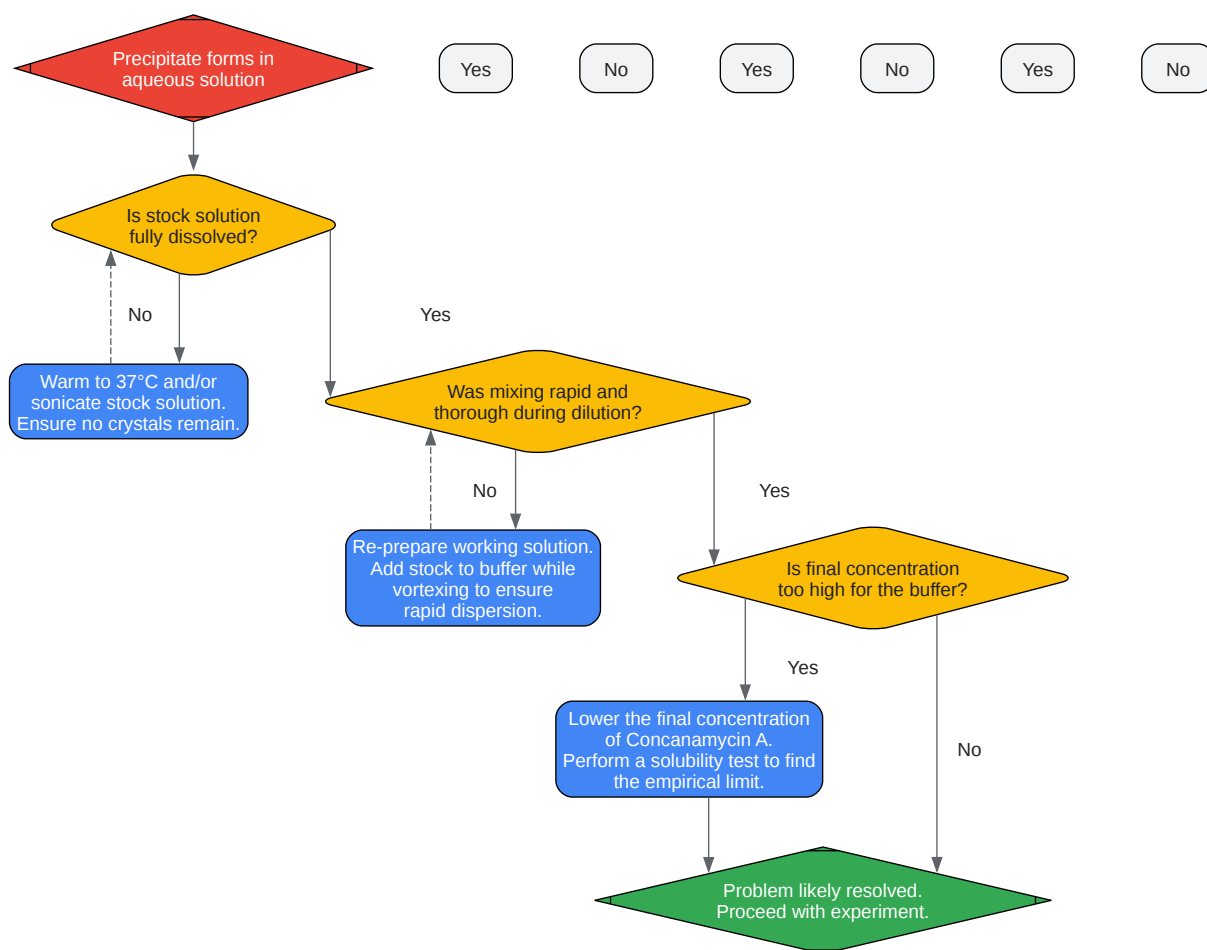 Precipitate forms in
aqueous solution
Yes
No
Yes
No
Yes
No
Is stock solution
fully dissolved?
No
Yes
Warm to 37°C and/or
sonicate stock solution.
Ensure no crystals remain.
Was mixing rapid and
thorough during dilution?
No
Yes
Re-prepare working solution.
Add stock to buffer while
vortexing to ensure
rapid dispersion.
Is final concentration
too high for the buffer?
Yes
No
Lower the final concentration
of Concanamycin A.
Perform a solubility test to find
the empirical limit.
Problem likely resolved.
Proceed with experiment.